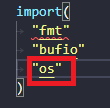 import(
"fmt"
"bufio"
"os"
)